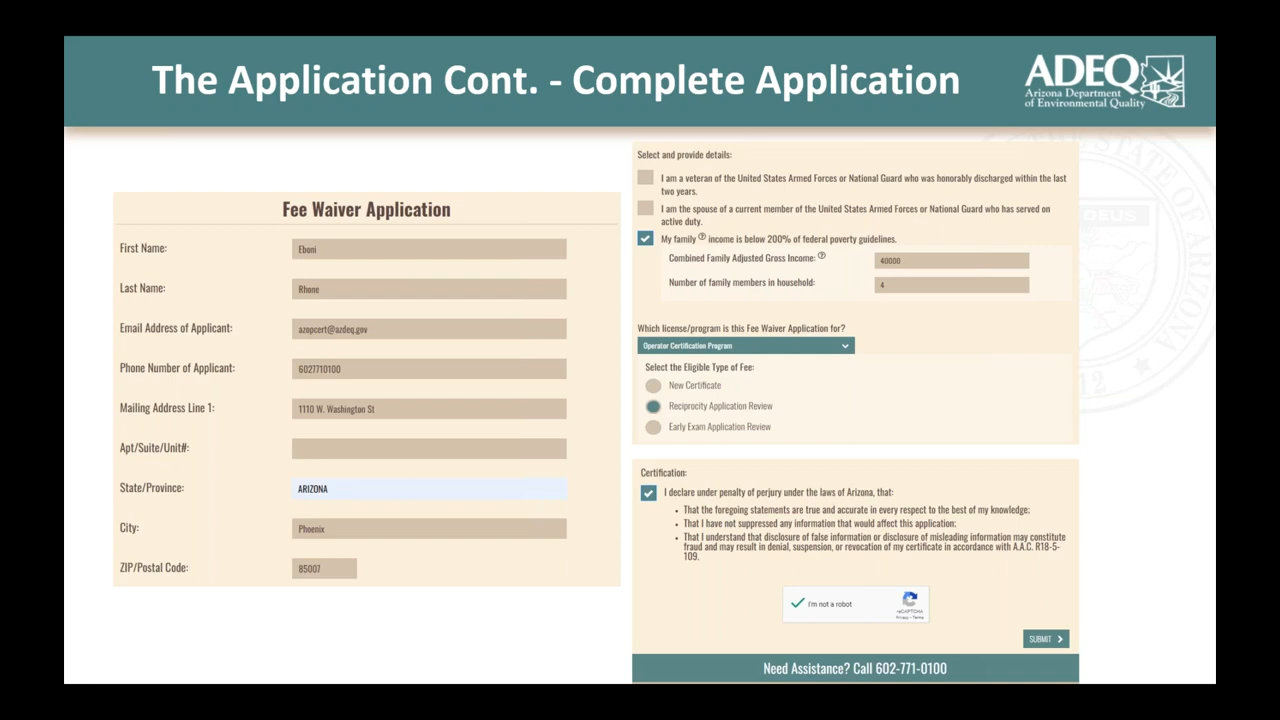 The Application Cont. - Complete Application
ADEQ
Arizona Department
of Environmental Quality
Fee Waiver Application
First Name:
Eboni
Last Name:
Rhone
Email Address of Applicant:
azopcert@azdeq.gov
Phone Number of Applicant:
6027710100
Mailing Address Line 1:
1110 W. Washington St
Apt/Suite/Unit#:
State/Province:
ARIZONA
City:
Phoenix
ZIP/Postal Code:
85007
Select and provide details:
I am a veteran of the United States Armed Forces or National Guard who was honorably discharged within the last
two years.
I am the spouse of a current member of the United States Armed Forces or National Guard who has served on
active duty.
My family ? income is below 200% of federal poverty guidelines.
Combined Family Adjusted Gross Income: ?
40000
Number of family members in household:
4
Which license/program is this Fee Waiver Application for?
Operator Certification Program
Select the Eligible Type of Fee:
New Certificate
Reciprocity Application Review
Early Exam Application Review
Certification:
I declare under penalty of perjury under the laws of Arizona, that:
• That the foregoing statements are true and accurate in every respect to the best of my knowledge;
• That I have not suppressed any information that would affect this application;
• That I understand that disclosure of false information or disclosure of misleading information may constitute
fraud and may result in denial, suspension, or revocation of my certificate in accordance with A.A.C. R18-5-
109.
I'm not a robot
reCAPTCHA
Privacy - Terms
SUBMIT
Need Assistance? Call 602-771-0100
DEUS
STATE OF ARIZONA
12